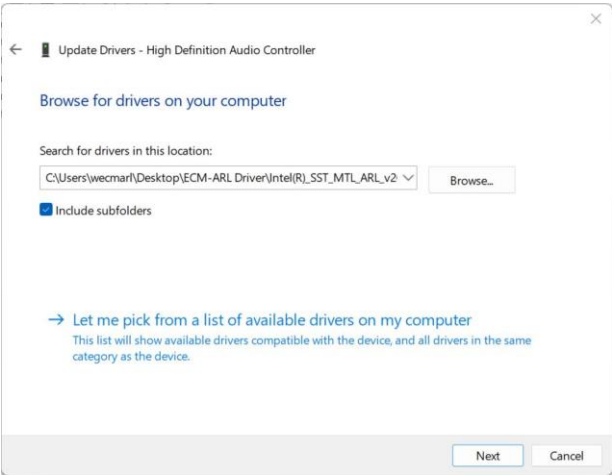 Update Drivers - High Definition Audio Controller
Browse for drivers on your computer
Search for drivers in this location:
C:\Users\wecmarl\Desktop\ECM-ARL Driver\Intel(R)_SST_MTL_ARL_v2
Browse...
Include subfolders
Let me pick from a list of available drivers on my computer
This list will show available drivers compatible with the device, and all drivers in the same
category as the device.
Next
Cancel